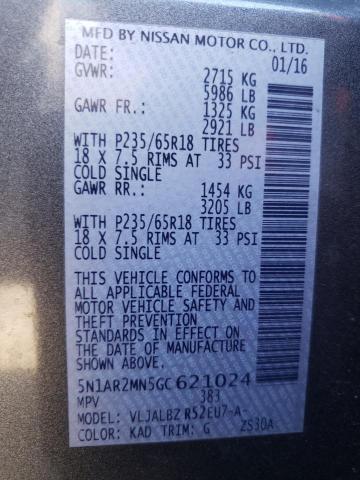 MFD BY NISSAN MOTOR CO., LTD.
DATE: 01/16
GVWR: 2715 KG
5986 LB
GAWR FR.: 1325 KG
2921 LB
WITH P235/65R18 TIRES
18 X 7.5 RIMS AT 33 PSI
COLD SINGLE
GAWR RR.: 1454 KG
3205 LB
WITH P235/65R18 TIRES
18 X 7.5 RIMS AT 33 PSI
COLD SINGLE
THIS VEHICLE CONFORMS TO
ALL APPLICABLE FEDERAL
MOTOR VEHICLE SAFETY AND
THEFT PREVENTION
STANDARDS IN EFFECT ON
THE DATE OF MANUFACTURE
SHOWN ABOVE.
5N1AR2MN5GC621024
MPV 383
MODEL: VLJALBZ R52EU7-A-
COLOR: KAD TRIM: G ZS30A